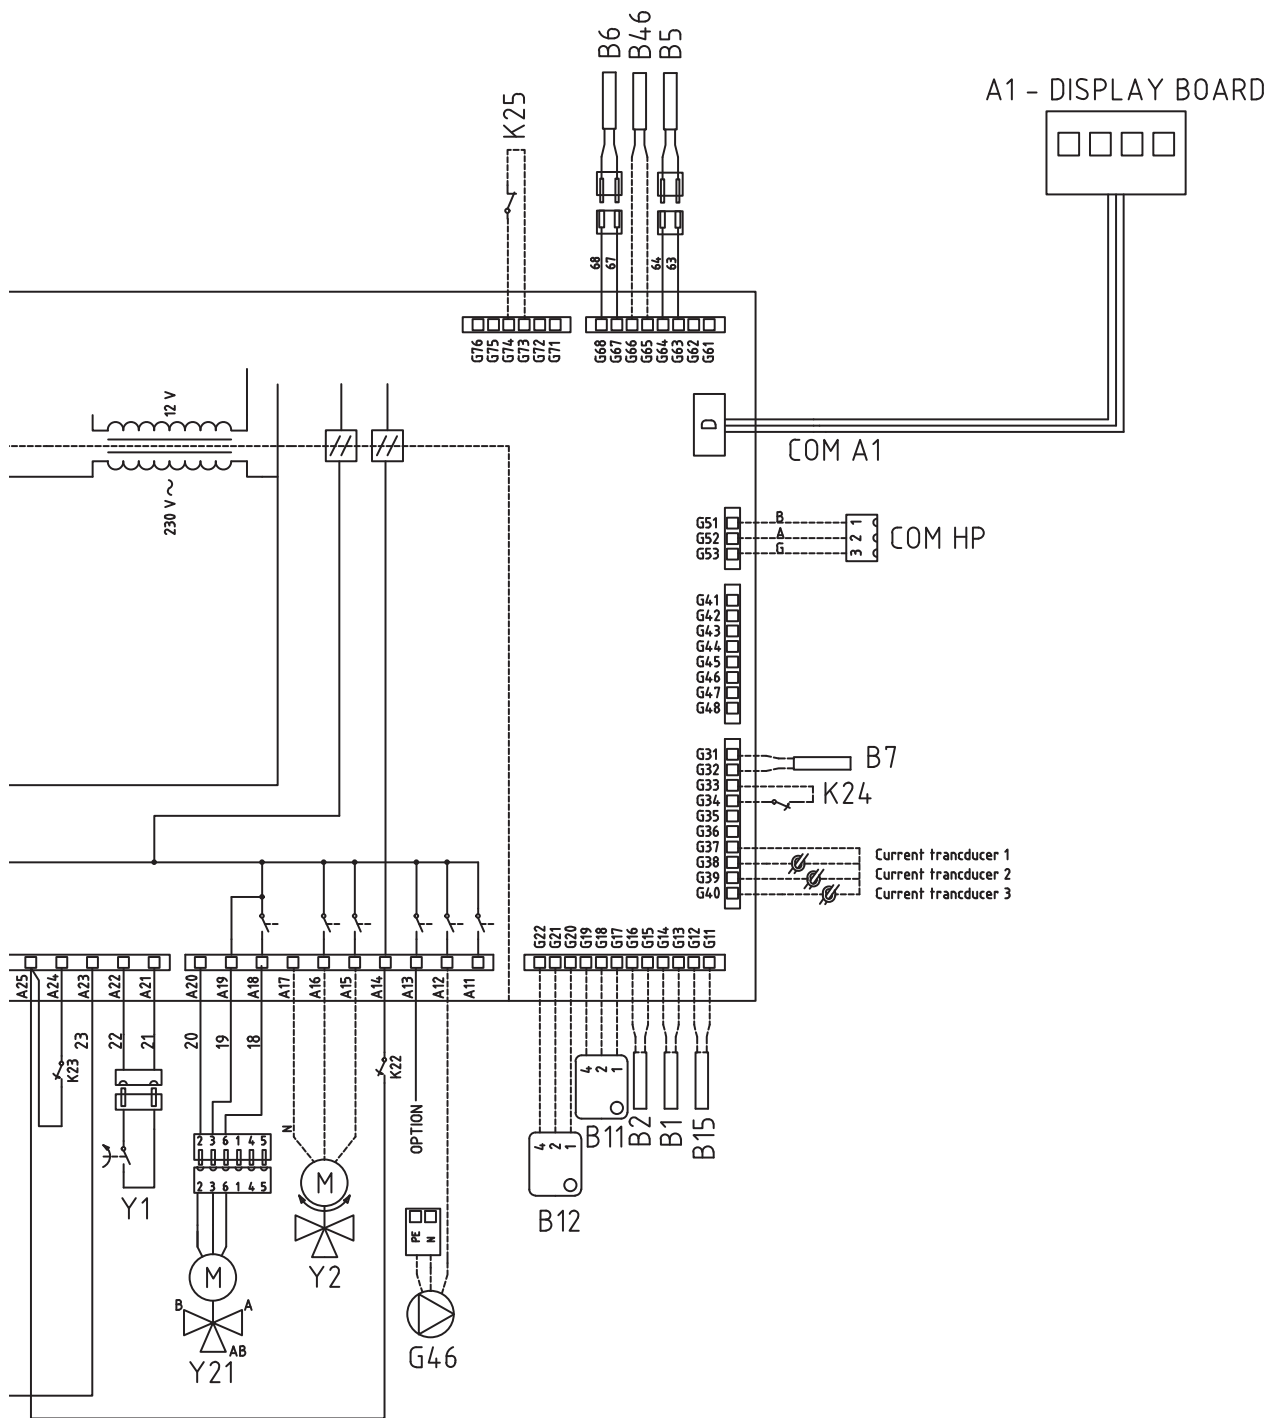 B6
B46
B5
K25
A1 - DISPLAY BOARD
68
67
64
63
G76
G75
G74
G73
G72
G71
G68
G67
G66
G65
G64
G63
G62
G61
12 V
230 V ~
D
COM A1
G51 B 1
G52 A 2
G53 G 3
COM HP
G41
G42
G43
G44
G45
G46
G47
G48
G31
G32
B7
G33
G34
K24
G35
G36
G37
G38
G39
G40
Current trancducer 1
Current trancducer 2
Current trancducer 3
G22
G21
G20
G19
G18
G17
G16
G15
G14
G13
G12
G11
A25
A24
A23
A22
A21
A20
A19
A18
A17
A16
A15
A14
A13
A12
A11
K23
23
22
21
20
19
18
N
K22
OPTION
4 2 1
B11
B2
B1
B15
4 2 1
B12
2 3 6 1 4 5
2 3 6 1 4 5
Y1
M
Y2
PE
N
G46
M
B
A
AB
Y21